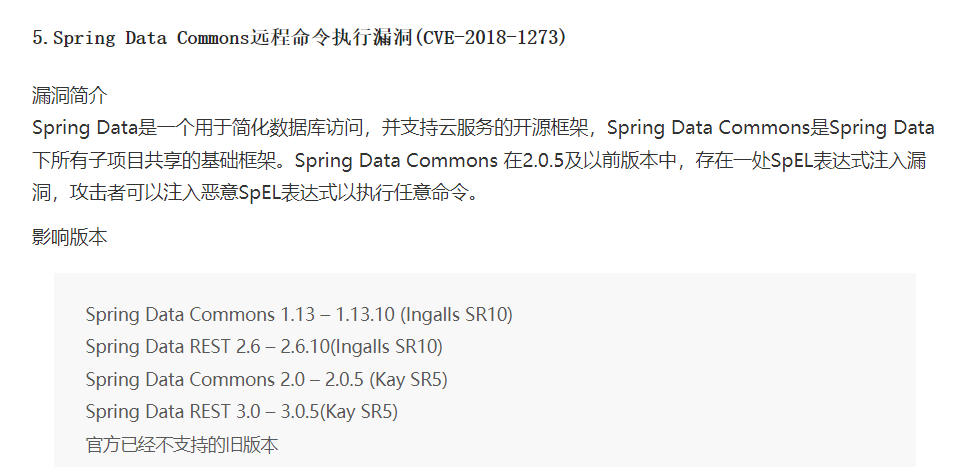 5.Spring Data Commons远程命令执行漏洞(CVE-2018-1273)
漏洞简介
Spring Data是一个用于简化数据库访问，并支持云服务的开源框架，Spring Data Commons是Spring Data
下所有子项目共享的基础框架。Spring Data Commons 在2.0.5及以前版本中，存在一处SpEL表达式注入漏
洞，攻击者可以注入恶意SpEL表达式以执行任意命令。
影响版本
Spring Data Commons 1.13 – 1.13.10 (Ingalls SR10)
Spring Data REST 2.6 – 2.6.10(Ingalls SR10)
Spring Data Commons 2.0 – 2.0.5 (Kay SR5)
Spring Data REST 3.0 – 3.0.5(Kay SR5)
官方已经不支持的旧版本